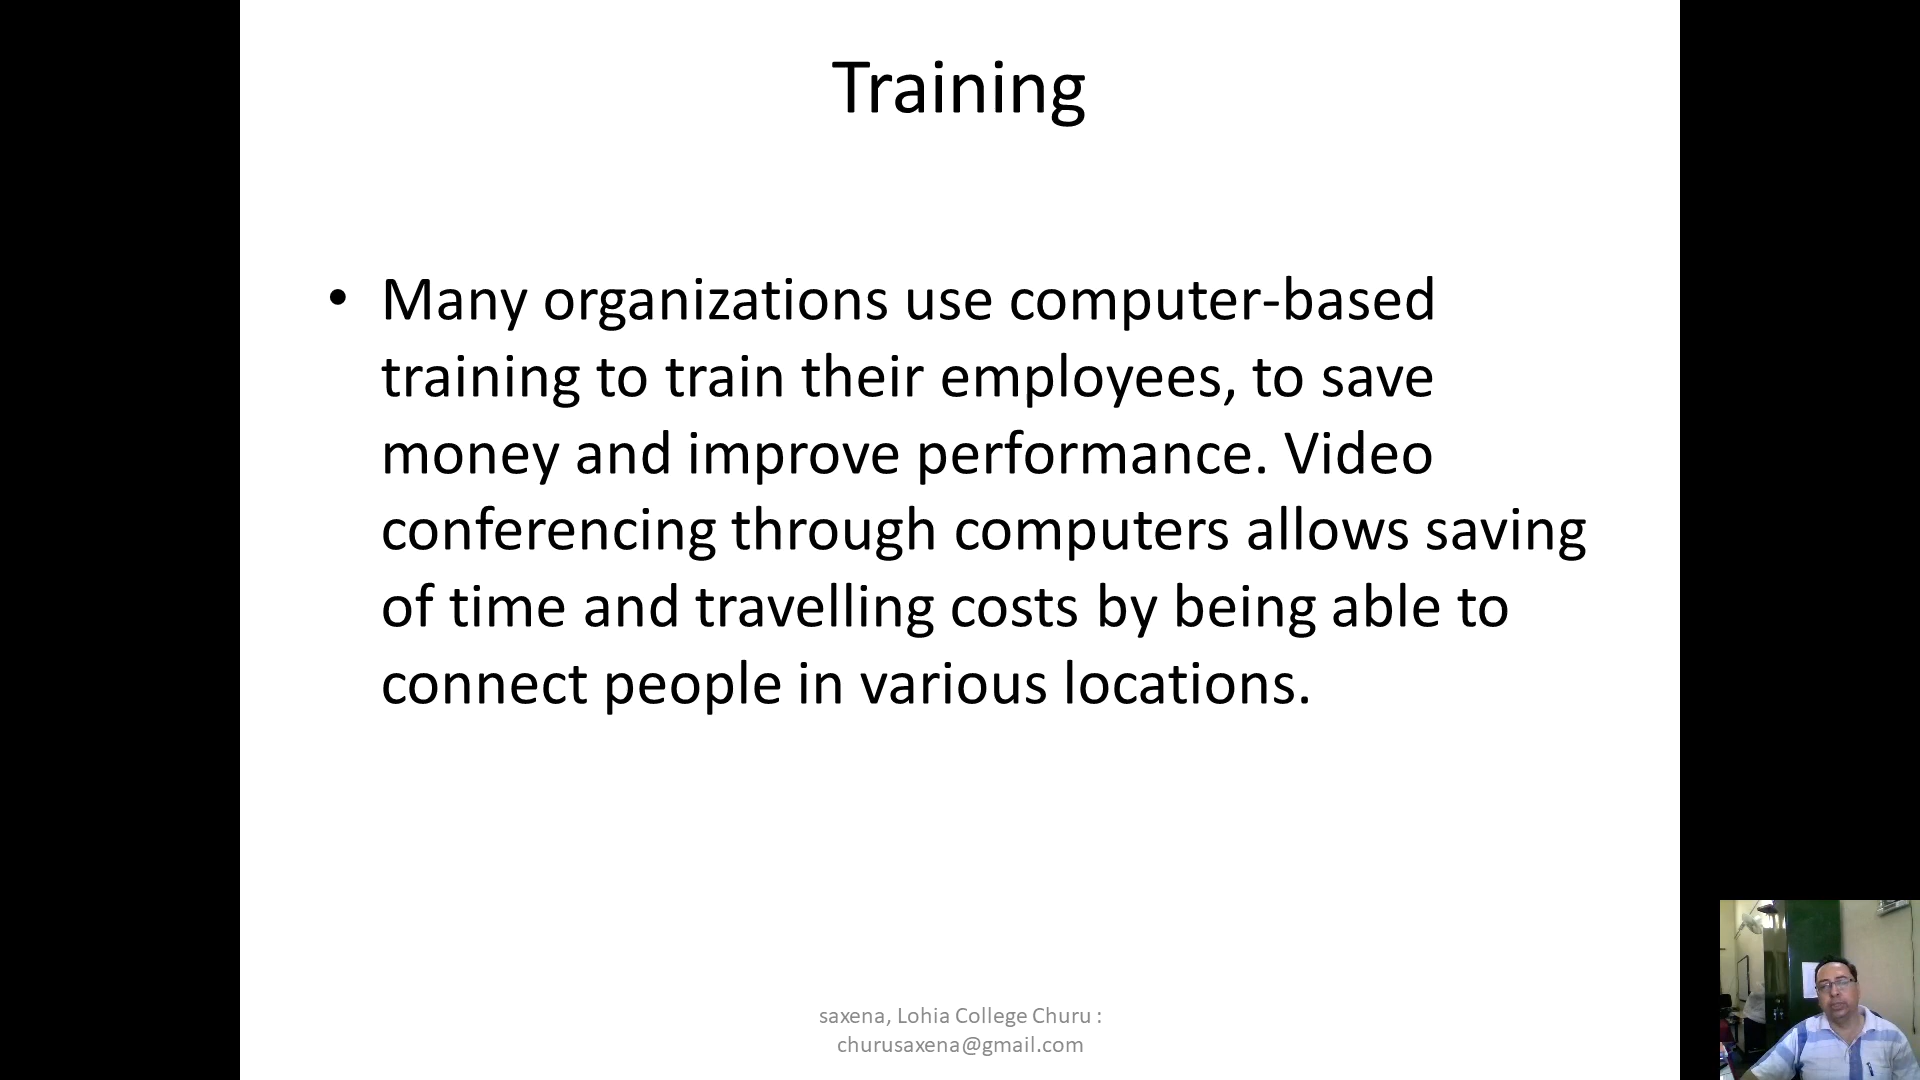 Training
• Many organizations use computer-based
training to train their employees, to save
money and improve performance. Video
conferencing through computers allows saving
of time and travelling costs by being able to
connect people in various locations.
saxena, Lohia College Churu :
churusaxena@gmail.com